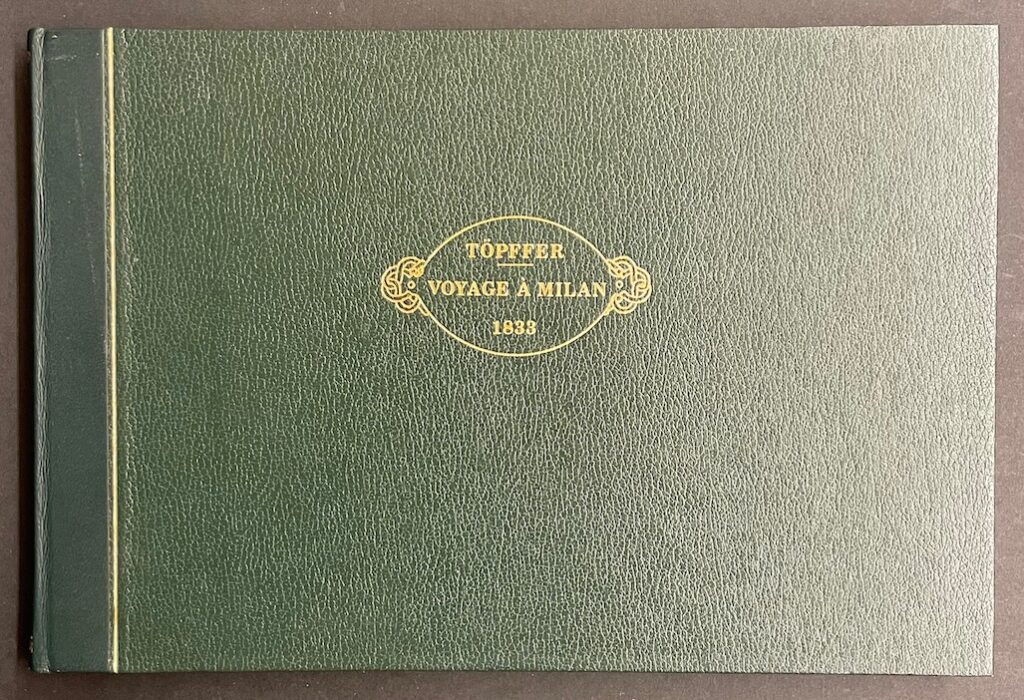 TÖPFFER
VOYAGE À MILAN
1833